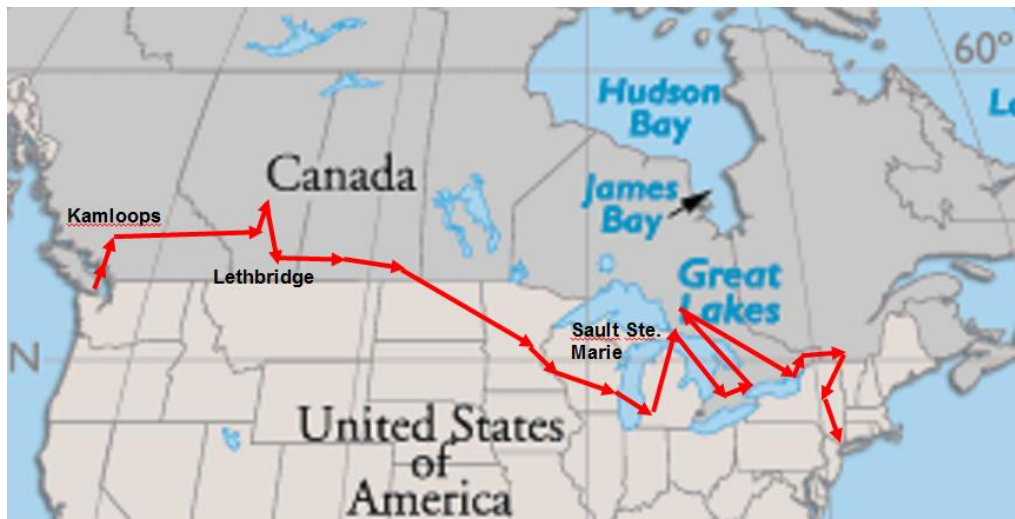 60°
Hudson
Bay
Canada
James
Bay
Kamloops
Lethbridge
Great
Lakes
Sault Ste.
Marie
N
United States
of
America